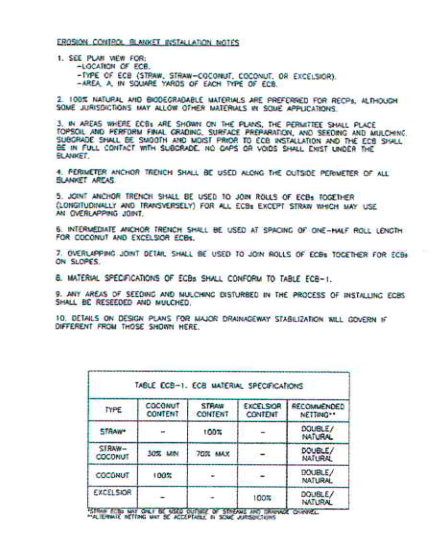 EROSION CONTROL BLANKET INSTALLATION NOTES
1. SEE PLAN VIEW FOR:
-LOCATION OF ECB.
-TYPE OF ECB (STRAW, STRAW-COCONUT, COCONUT, OR EXCELSIOR).
-AREA, A, IN SQUARE YARDS OF EACH TYPE OF ECB.
2. 100% NATURAL AND BIODEGRADABLE MATERIALS ARE PREFERRED FOR RECPs, ALTHOUGH
SOME JURISDICTIONS MAY ALLOW OTHER MATERIALS IN SOME APPLICATIONS.
3. IN AREAS WHERE ECBs ARE SHOWN ON THE PLANS, THE PERMITTEE SHALL PLACE
TOPSOIL AND PERFORM FINAL GRADING, SURFACE PREPARATION, AND SEEDING AND MULCHING.
SUBGRADE SHALL BE SMOOTH AND MOIST PRIOR TO ECB INSTALLATION AND THE ECB SHALL
BE IN FULL CONTACT WITH SUBGRADE. NO GAPS OR VOIDS SHALL EXIST UNDER THE
BLANKET.
4. PERIMETER ANCHOR TRENCH SHALL BE USED ALONG THE OUTSIDE PERIMETER OF ALL
BLANKET AREAS.
5. JOINT ANCHOR TRENCH SHALL BE USED TO JOIN ROLLS OF ECBs TOGETHER
(LONGITUDINALLY AND TRANSVERSELY) FOR ALL ECBs EXCEPT STRAW WHICH MAY USE
AN OVERLAPPING JOINT.
6. INTERMEDIATE ANCHOR TRENCH SHALL BE USED AT SPACING OF ONE-HALF ROLL LENGTH
FOR COCONUT AND EXCELSIOR ECBs.
7. OVERLAPPING JOINT DETAIL SHALL BE USED TO JOIN ROLLS OF ECBs TOGETHER FOR ECBs
ON SLOPES.
8. MATERIAL SPECIFICATIONS OF ECBs SHALL CONFORM TO TABLE ECB-1.
9. ANY AREAS OF SEEDING AND MULCHING DISTURBED IN THE PROCESS OF INSTALLING ECBS
SHALL BE RESEEDED AND MULCHED.
10. DETAILS ON DESIGN PLANS FOR MAJOR DRAINAGEWAY STABILIZATION WILL GOVERN IF
DIFFERENT FROM THOSE SHOWN HERE.
TABLE ECB-1. ECB MATERIAL SPECIFICATIONS
TYPE COCONUT CONTENT STRAW CONTENT EXCELSIOR CONTENT RECOMMENDED NETTING**
STRAW* - 100% - DOUBLE/ NATURAL
STRAW- COCONUT 30% MIN 70% MAX - DOUBLE/ NATURAL
COCONUT 100% - - DOUBLE/ NATURAL
EXCELSIOR - - 100% DOUBLE/ NATURAL
*STRAW ECBs MAY ONLY BE USED OUTSIDE OF STREAMS AND DRAINAGE CHANNEL.
**ALTERNATE NETTING MAY BE ACCEPTABLE IN SOME JURISDICTIONS